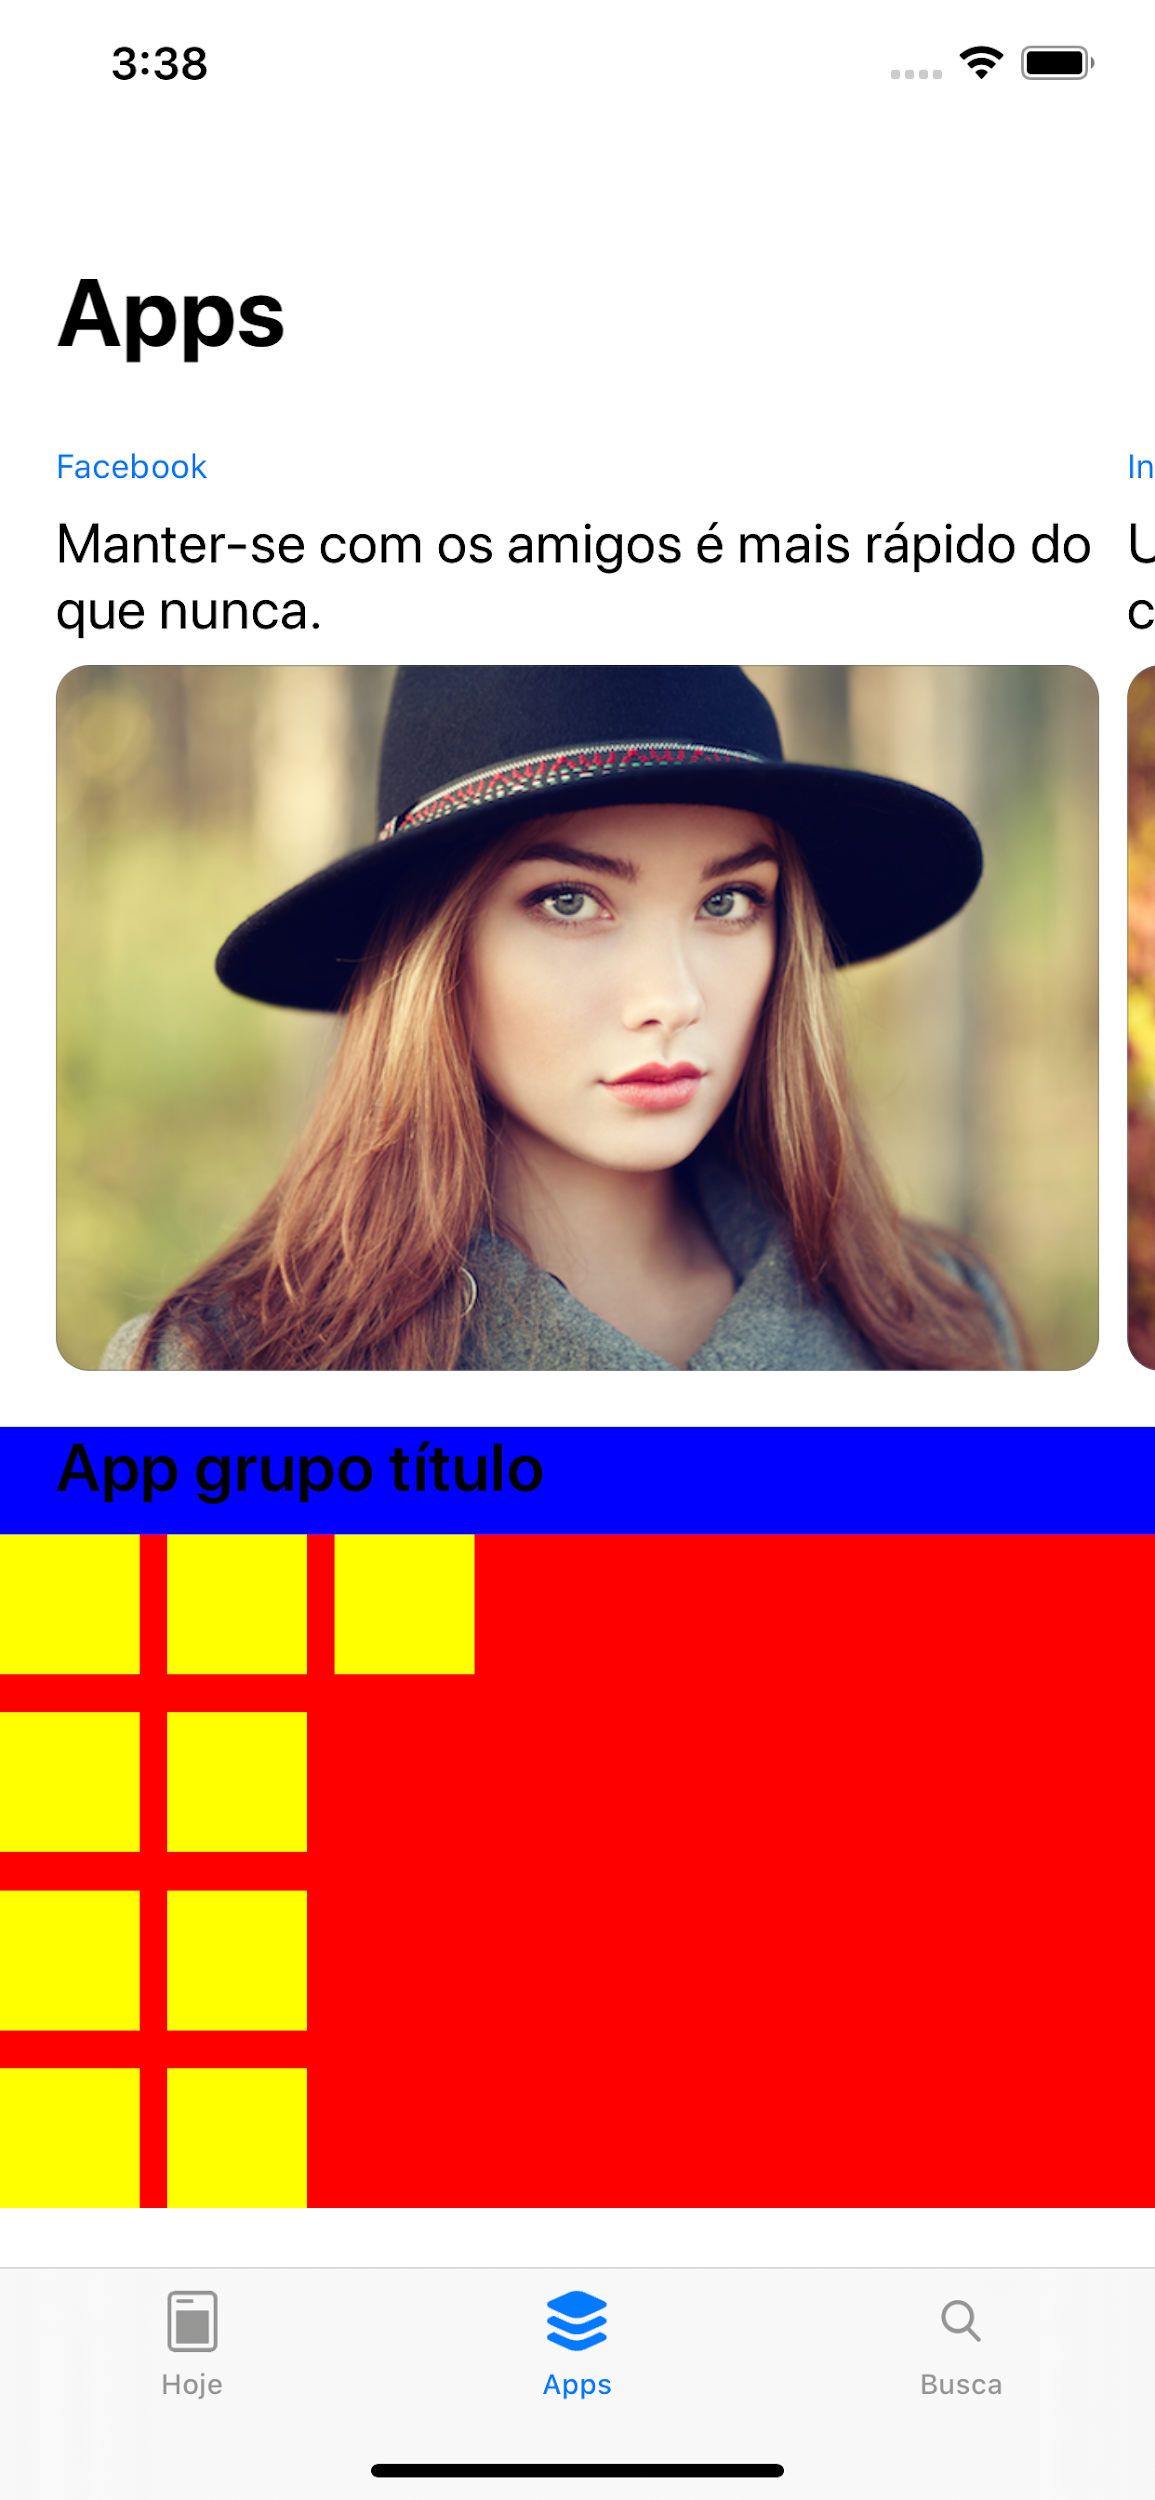 3:38
Apps
Facebook
In
Manter-se com os amigos é mais rápido do
U
que nunca.
c
App grupo título
Hoje
Apps
Busca